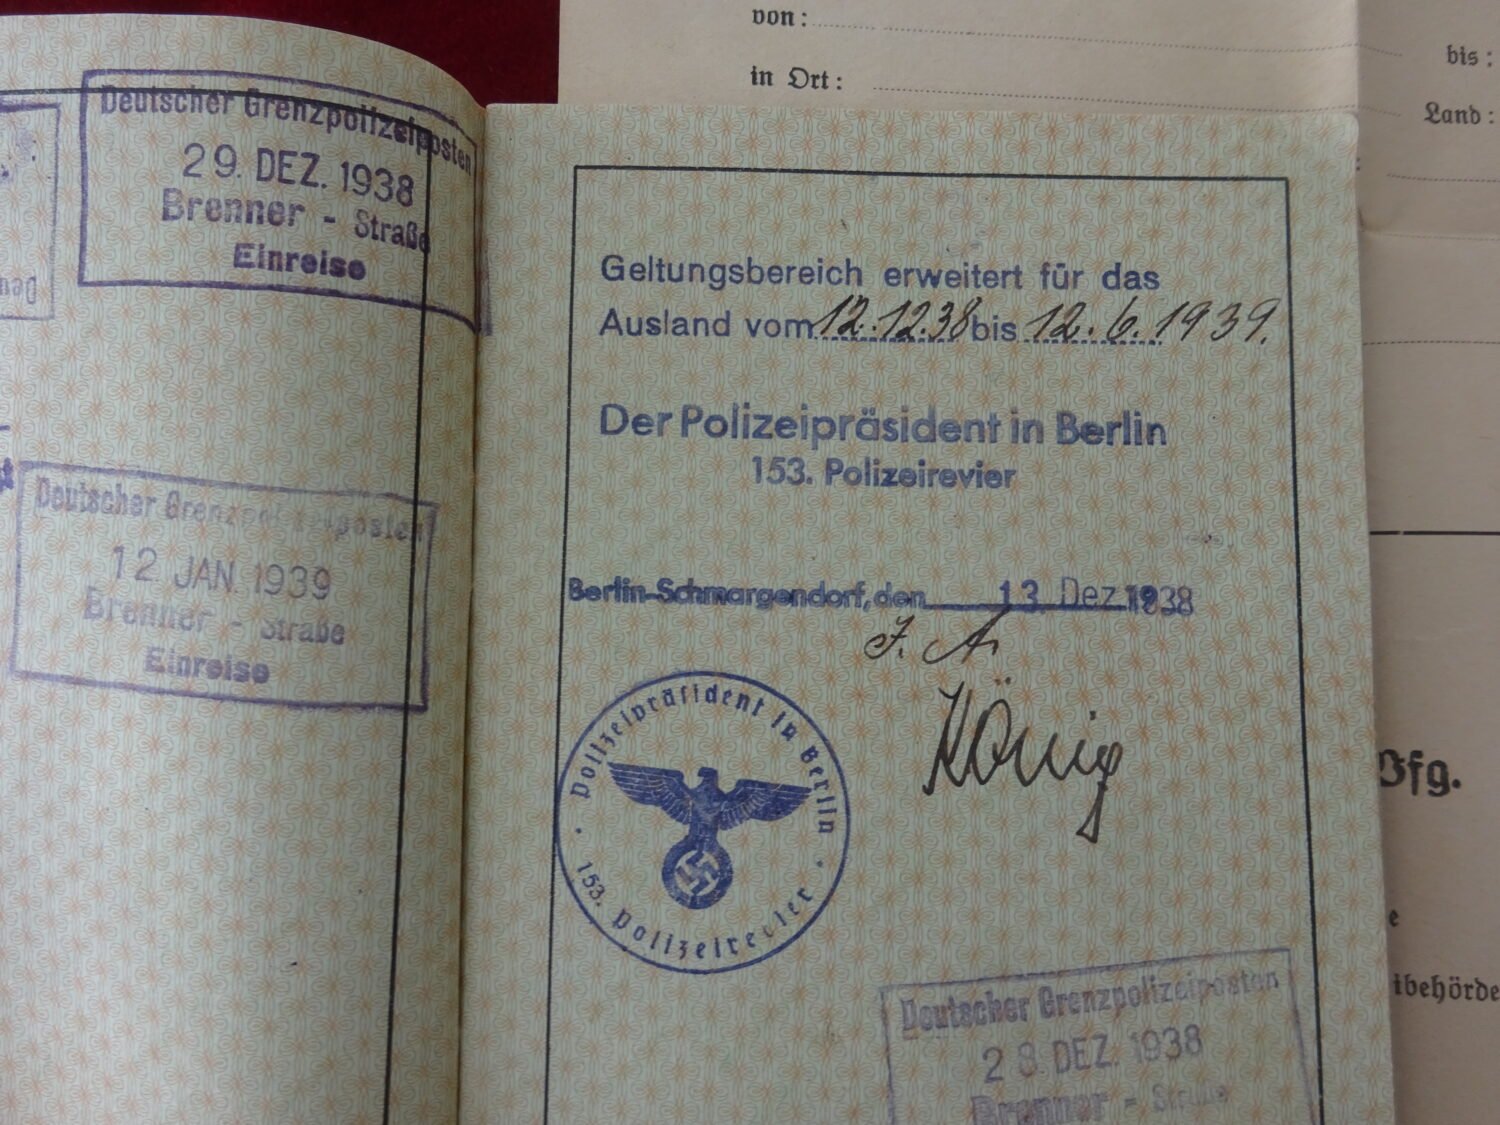 von:
bis:
in Ort:
Land:
Deutscher Grenzpolizeiposten
29. DEZ. 1938
Brenner - Straße
Einreise
Deutscher Grenzpolizeiposten
12. JAN. 1939
Brenner - Straße
Einreise
Geltungsbereich erweitert für das
Ausland vom 12.12.38 bis 12.6.1939.
Der Polizeipräsident in Berlin
153. Polizeirevier
Berlin-Schmargendorf, den 13. Dez. 1938
I. A.
König
Polizeipräsident in Berlin
153. Polizeirevier
Deutscher Grenzpolizeiposten
28. DEZ. 1938
Brenner - Straße
Vfg.